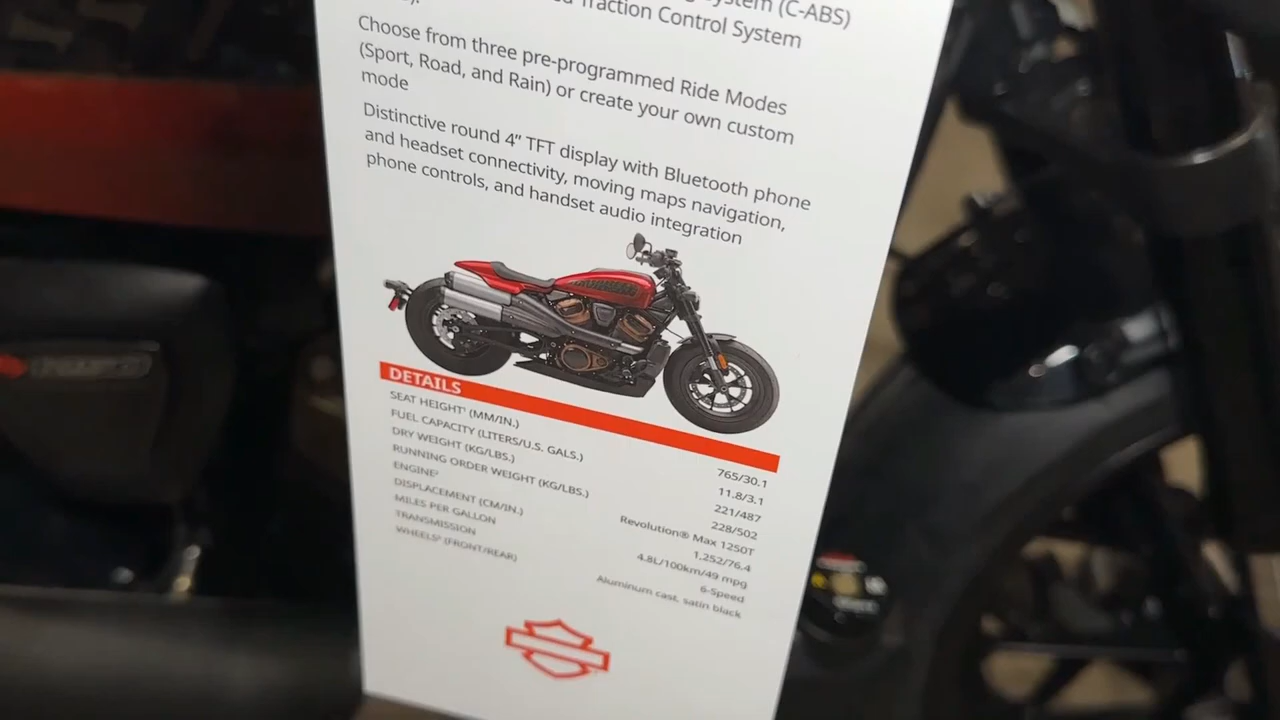 System (C-ABS)
Traction Control System
Choose from three pre-programmed Ride Modes
(Sport, Road, and Rain) or create your own custom
mode
Distinctive round 4” TFT display with Bluetooth phone
and headset connectivity, moving maps navigation,
phone controls, and handset audio integration
DETAILS
SEAT HEIGHT¹ (MM/IN.) 765/30.1
FUEL CAPACITY (LITERS/U.S. GALS.) 11.8/3.1
DRY WEIGHT (KG/LBS.) 221/487
RUNNING ORDER WEIGHT (KG/LBS.) 228/502
ENGINE² Revolution® Max 1250T
DISPLACEMENT (CM/IN.) 1,252/76.4
MILES PER GALLON 4.8L/100km/49 mpg
TRANSMISSION 6-Speed
WHEELS⁵ (FRONT/REAR) Aluminum cast, satin black